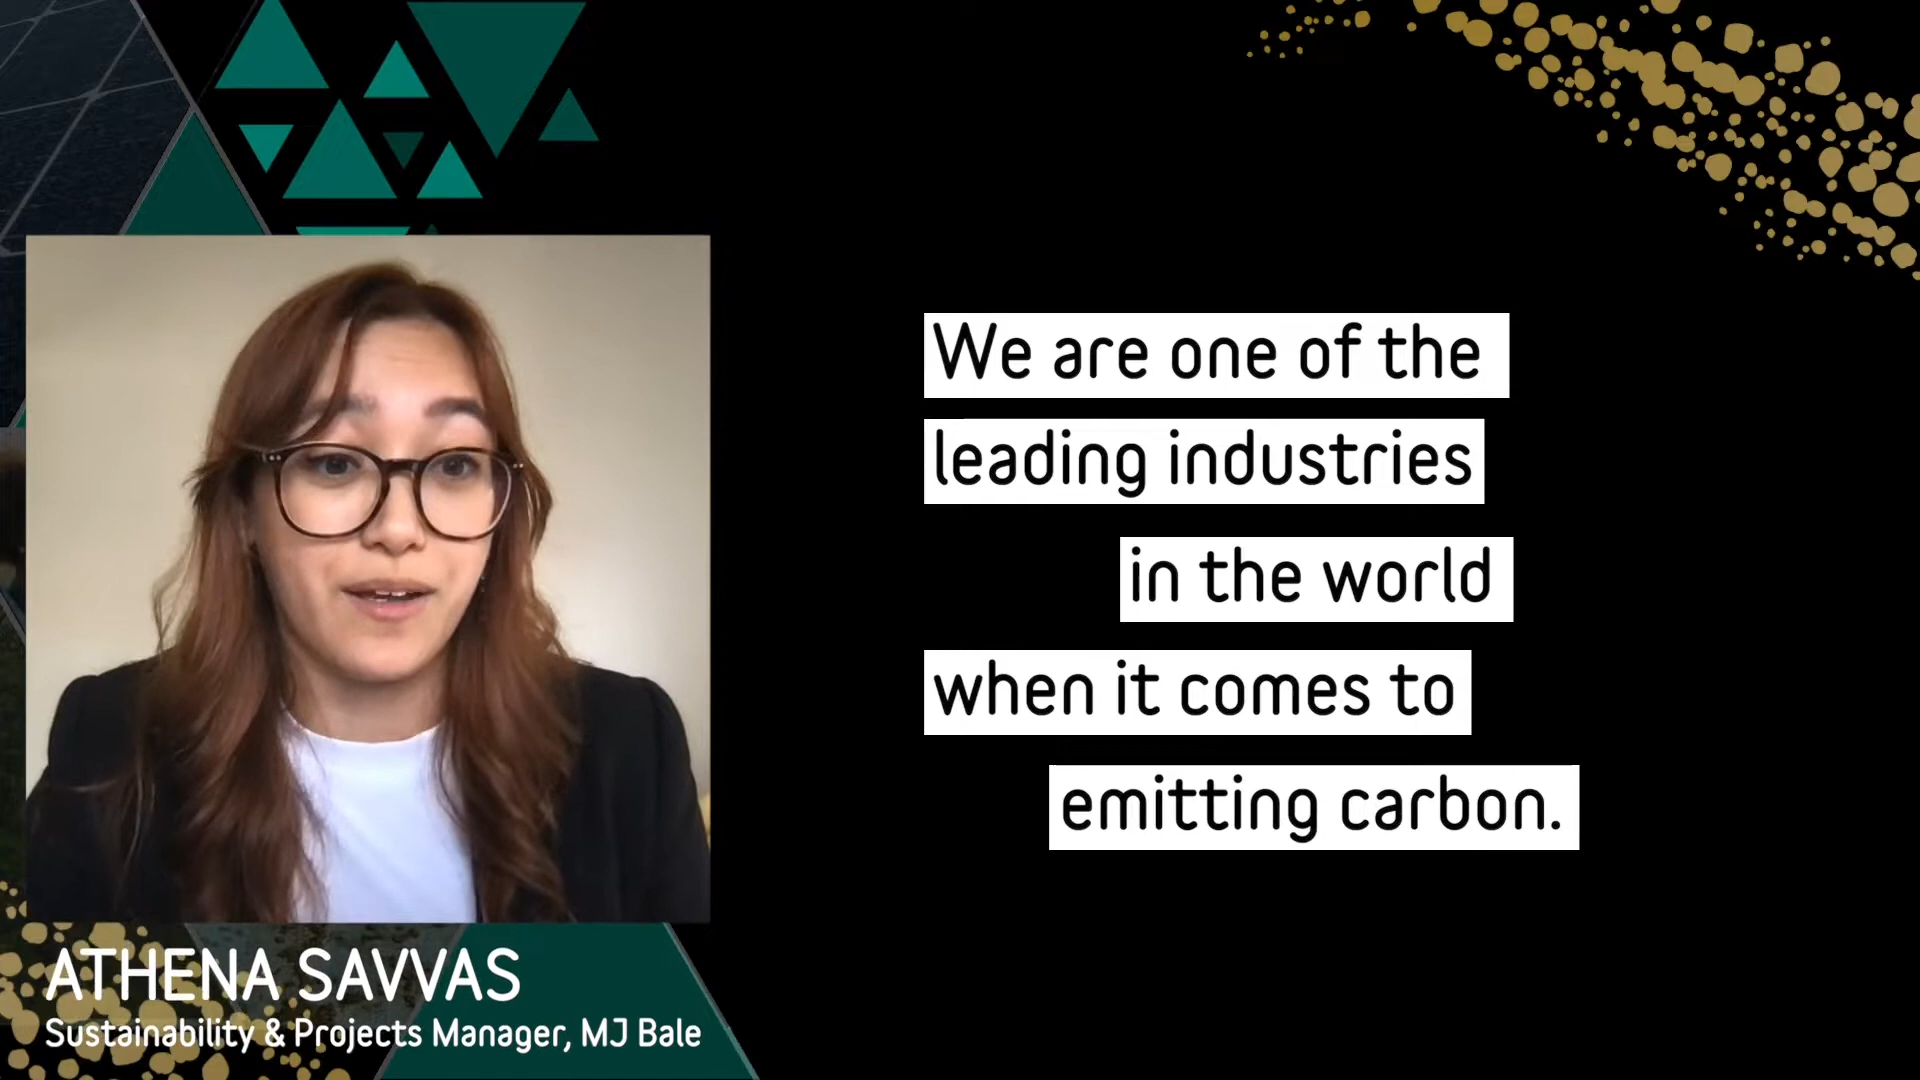 We are one of the
leading industries
in the world
when it comes to
emitting carbon.
ATHENA SAVVAS
Sustainability & Projects Manager, MJ Bale